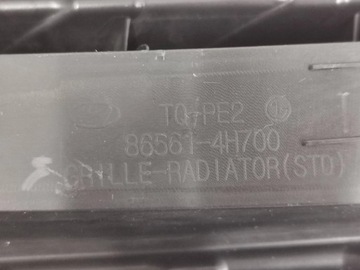 TQ-PE2
86561-4H700
GRILLE-RADIATOR(STD)